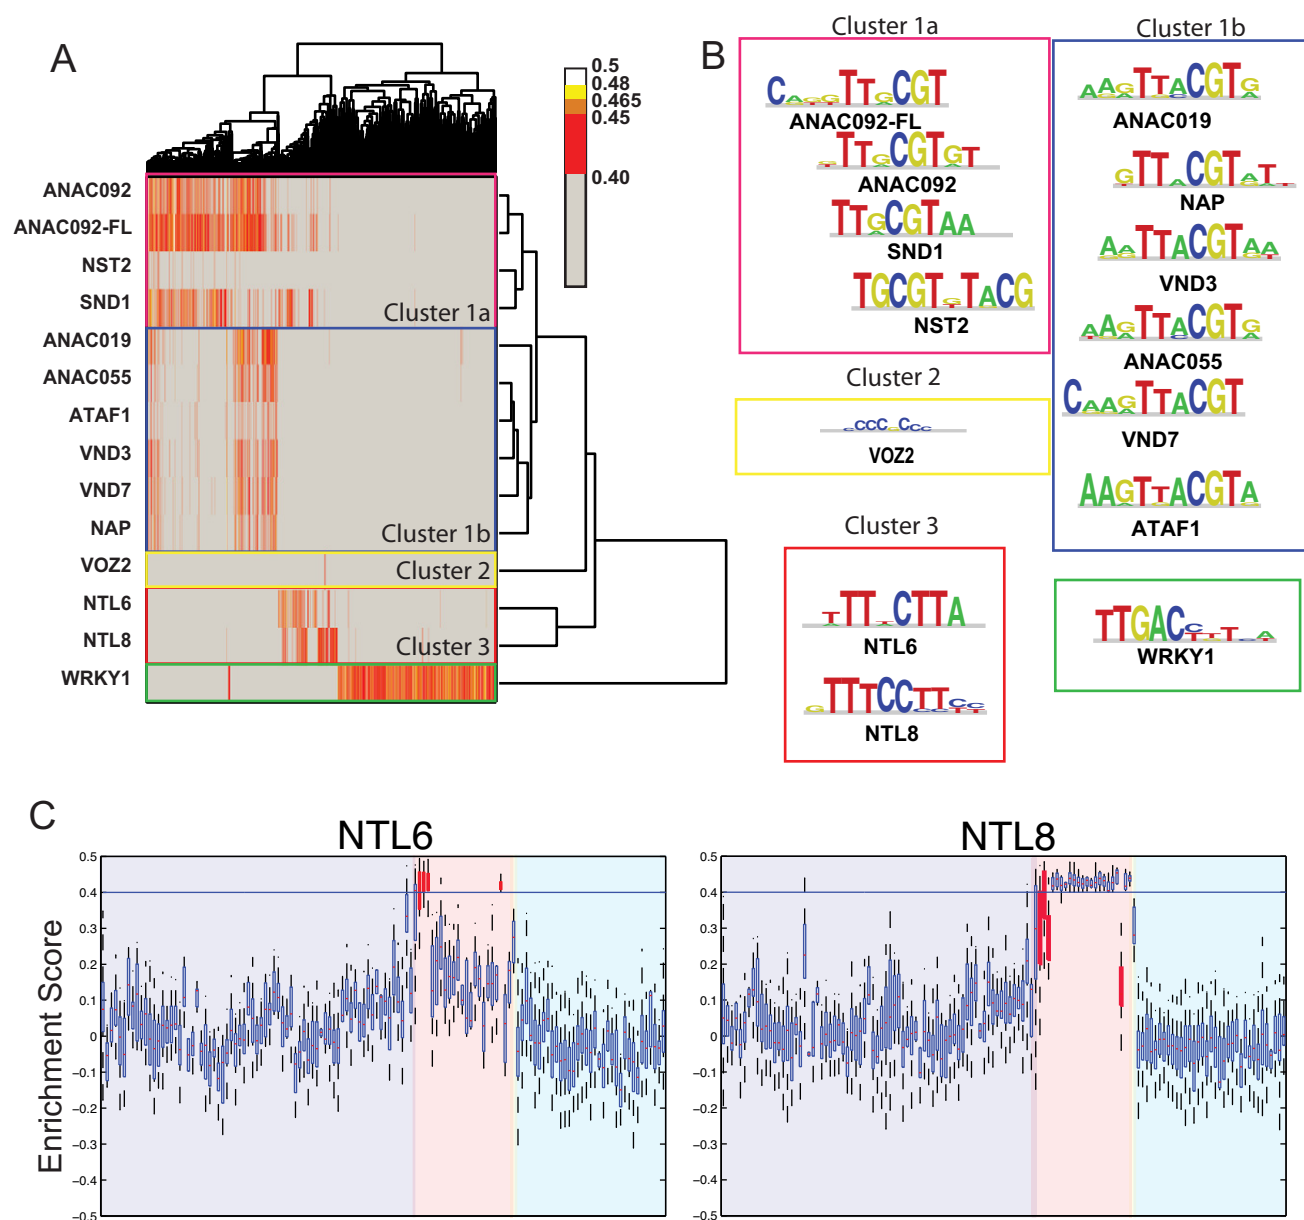 A
0.5
0.48
0.465
0.45
0.40
ANAC092
ANAC092-FL
NST2
SND1
Cluster 1a
ANAC019
ANAC055
ATAF1
VND3
VND7
NAP
Cluster 1b
VOZ2
Cluster 2
NTL6
NTL8
Cluster 3
WRKY1
B
Cluster 1a
ANAC092-FL
ANAC092
SND1
TGCGT TACG
NST2
Cluster 1b
ANAC019
NAP
VND3
ANAC055
VND7
ATAF1
Cluster 2
VOZ2
Cluster 3
NTL6
NTL8
WRKY1
C
Enrichment Score
NTL6
0.5
0.4
0.3
0.2
0.1
0
−0.1
−0.2
−0.3
−0.4
−0.5
NTL8
0.5
0.4
0.3
0.2
0.1
0
−0.1
−0.2
−0.3
−0.4
−0.5